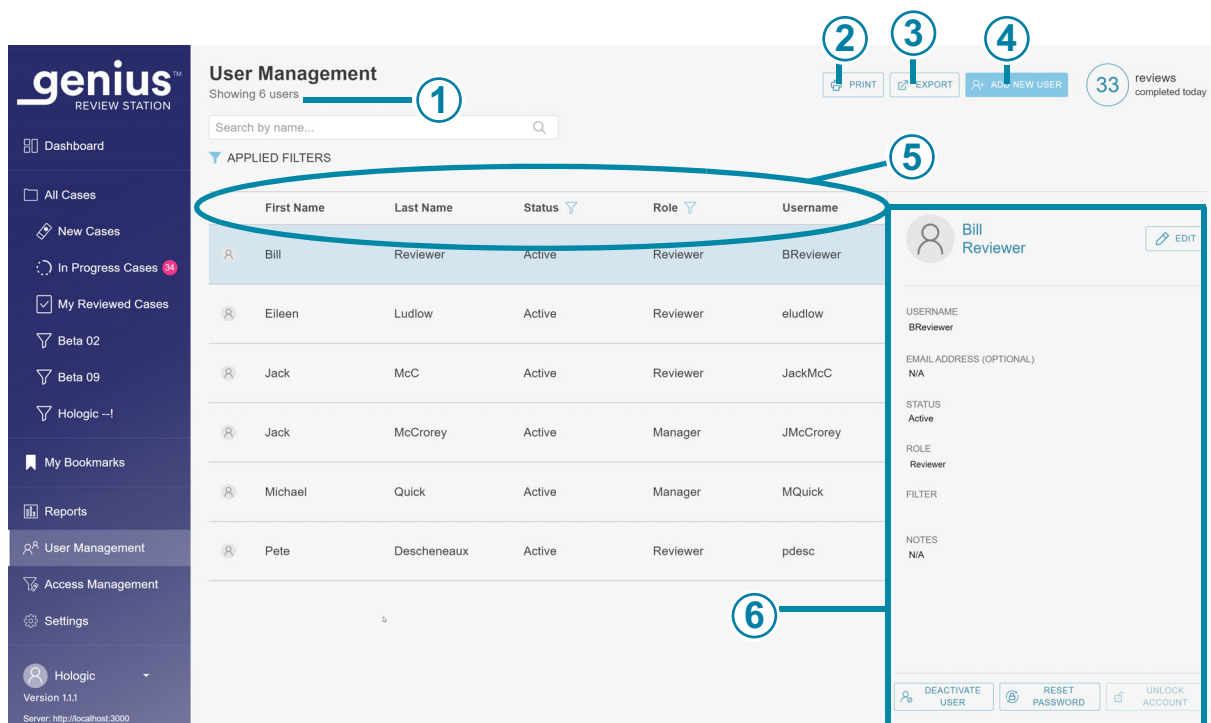 2
3
4
genius™
REVIEW STATION
User Management
Showing 6 users
1
PRINT
EXPORT
ADD NEW USER
33
reviews
completed today
Search by name...
APPLIED FILTERS
5
Dashboard
All Cases
New Cases
In Progress Cases 34
My Reviewed Cases
Beta 02
Beta 09
Hologic --!
My Bookmarks
Reports
User Management
Access Management
Settings
Hologic
Version 1.1.1
Server: http://localhost:3000
First Name Last Name Status Role Username
Bill Reviewer Active Reviewer BReviewer
Eileen Ludlow Active Reviewer eludlow
Jack McC Active Reviewer JackMcC
Jack McCrorey Active Manager JMcCrorey
Michael Quick Active Manager MQuick
Pete Descheneaux Active Reviewer pdesc
6
Bill
Reviewer
EDIT
USERNAME
BReviewer
EMAIL ADDRESS (OPTIONAL)
N/A
STATUS
Active
ROLE
Reviewer
FILTER
NOTES
N/A
DEACTIVATE
USER
RESET
PASSWORD
UNLOCK
ACCOUNT